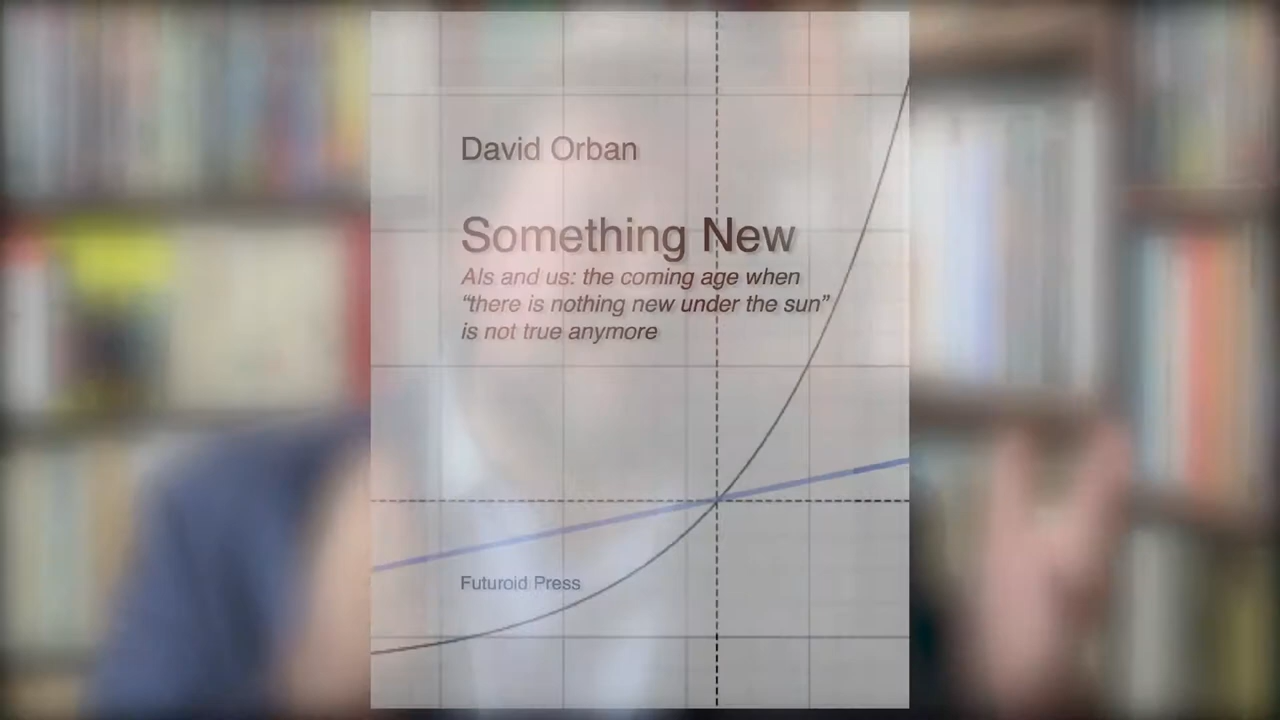 David Orban
Something New
AIs and us: the coming age when
“there is nothing new under the sun”
is not true anymore
Futuroid Press